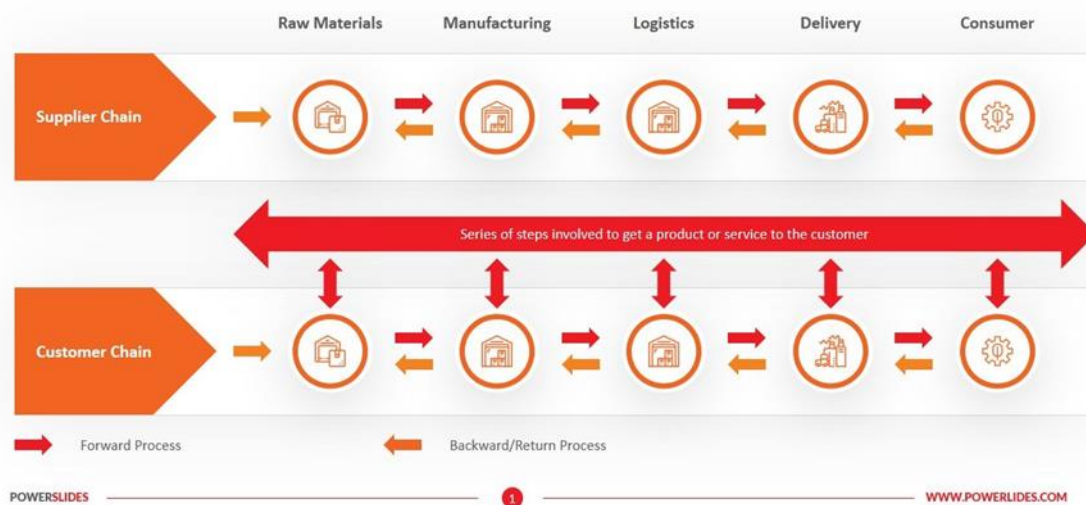 Raw Materials
Manufacturing
Logistics
Delivery
Consumer
Supplier Chain
Series of steps involved to get a product or service to the customer
Customer Chain
Forward Process
Backward/Return Process
POWERSLIDES
1
WWW.POWERLIDES.COM